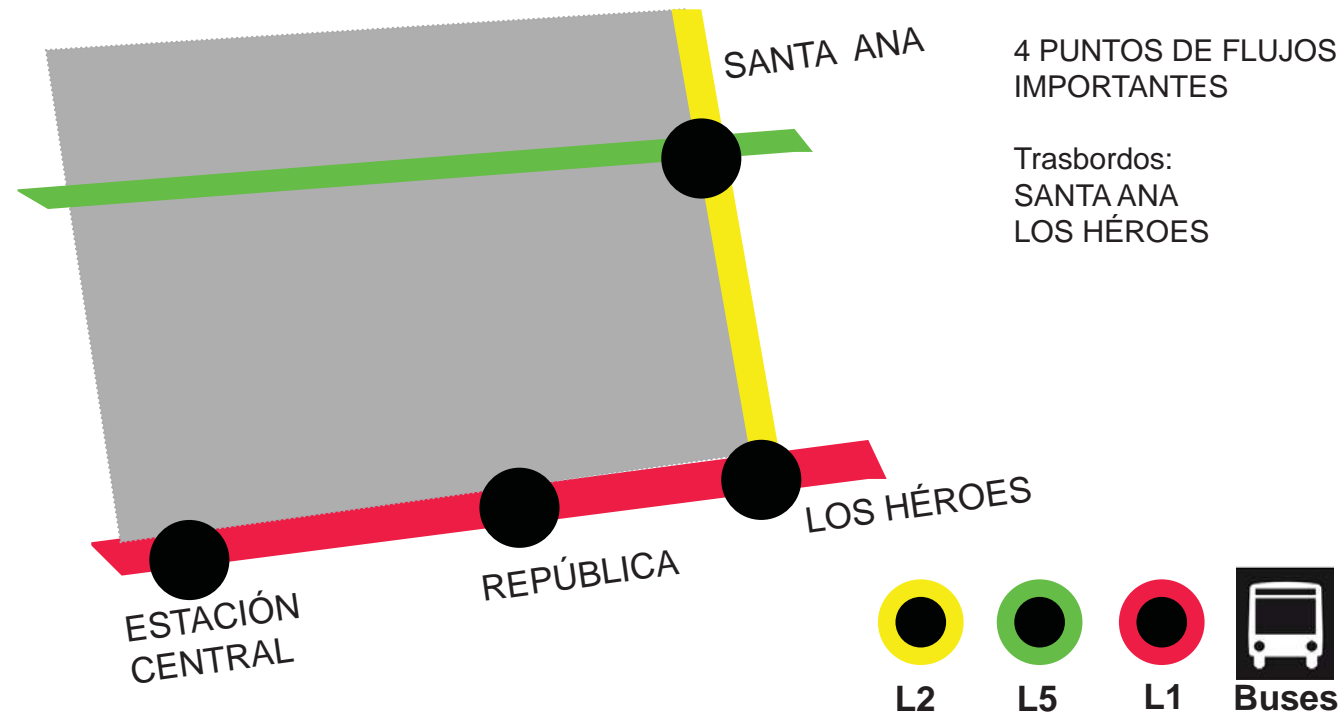 SANTA ANA
4 PUNTOS DE FLUJOS
IMPORTANTES
Trasbordos:
SANTA ANA
LOS HÉROES
LOS HÉROES
REPÚBLICA
ESTACIÓN
CENTRAL
L2
L5
L1
Buses